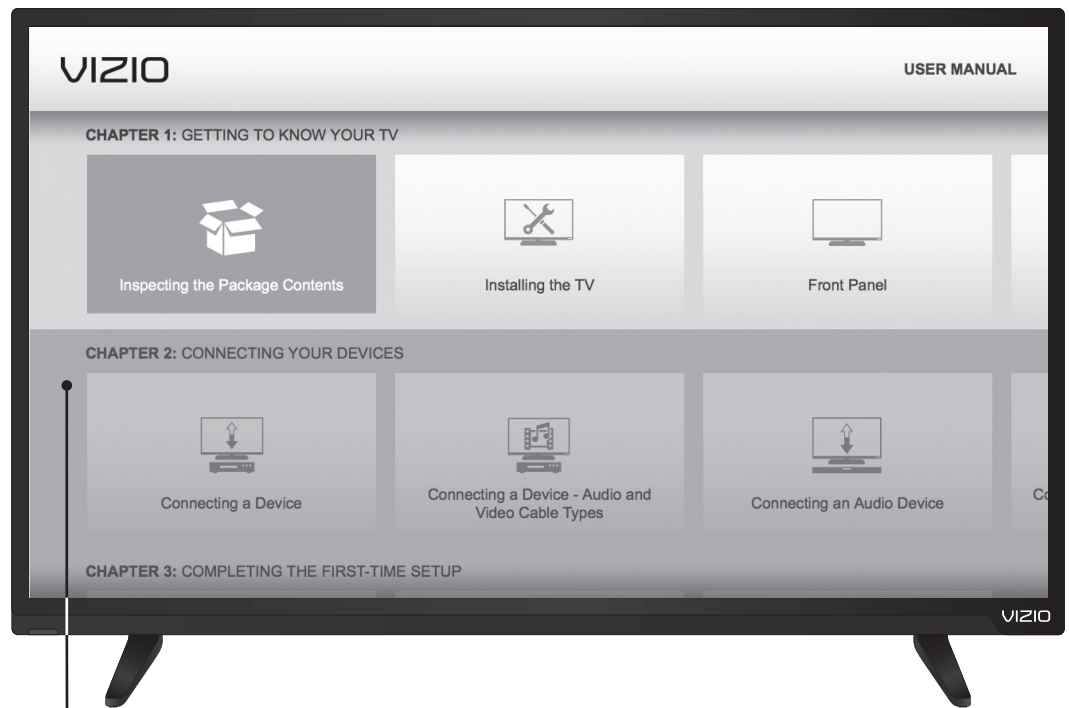 VIZIO
USER MANUAL
CHAPTER 1: GETTING TO KNOW YOUR TV
Inspecting the Package Contents
Installing the TV
Front Panel
CHAPTER 2: CONNECTING YOUR DEVICES
Connecting a Device
Connecting a Device - Audio and
Video Cable Types
Connecting an Audio Device
CHAPTER 3: COMPLETING THE FIRST-TIME SETUP
VIZIO